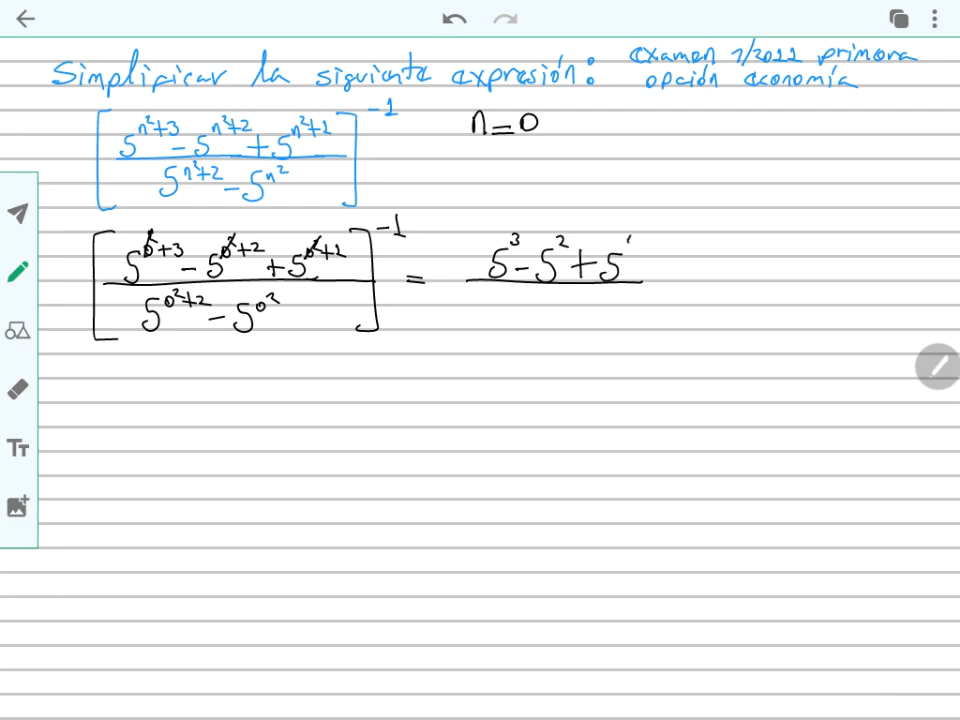 Simplificar la siguiente expresión: examen 1/2022 primera
opción economía
[(5^{n²+3} - 5^{n²+2} + 5^{n²+1})/(5^{n²+2} - 5^{n²})]^{-1} n=0
[(5^{0²+3} - 5^{0²+2} + 5^{0²+1})/(5^{0²+2} - 5^{0²})]^{-1} = 5³ - 5² + 5¹
TT